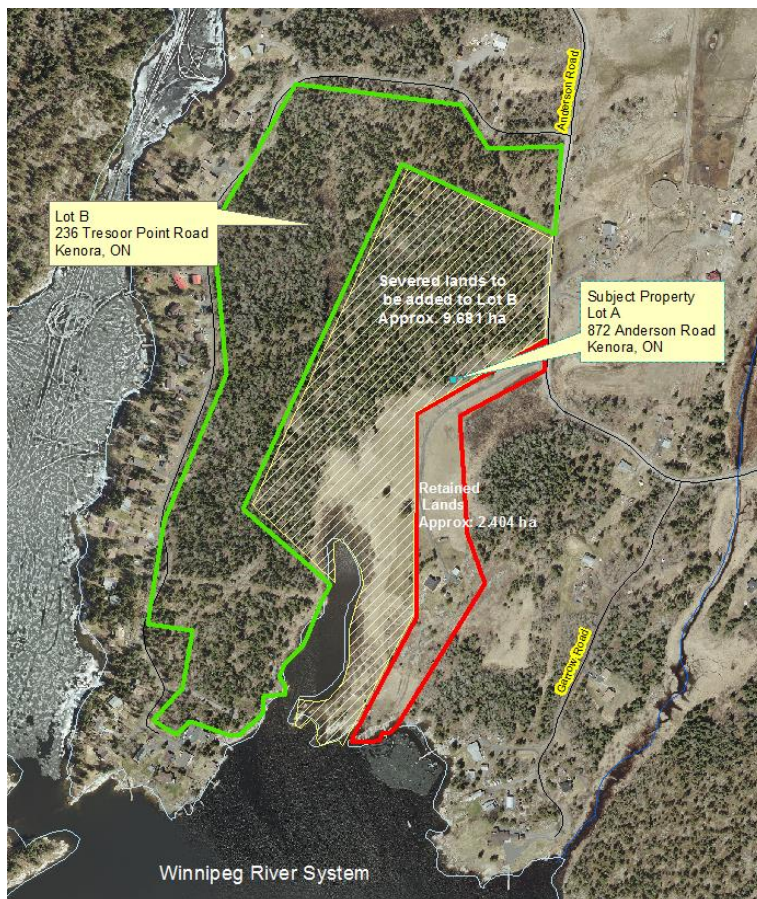 Anderson Road
Lot B
236 Tresoor Point Road
Kenora, ON
Severed lands to
be added to Lot B
Approx. 9.681 ha
Subject Property
Lot A
872 Anderson Road
Kenora, ON
Retained
Lands
Approx: 2.404 ha
Garrow Road
Winnipeg River System